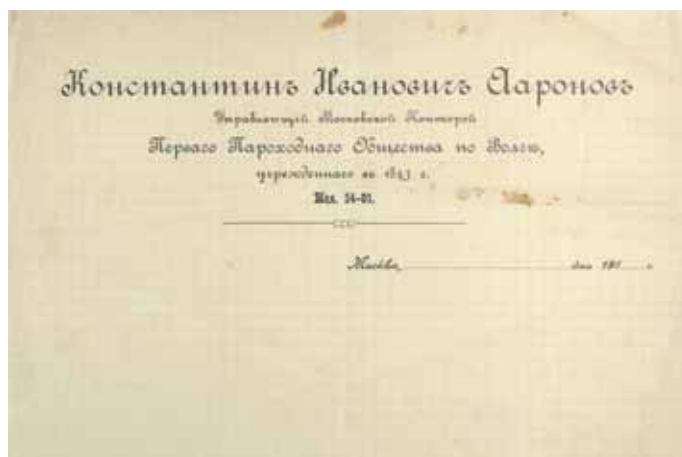 Константинъ Ивановичъ Аароновъ
Управляющiй Московской Конторой
Перваго Пароходнаго Общества по Волгѣ,
учрежденнаго въ 1843 г.
Тел. 54-01.
Москва, дня 191 г.